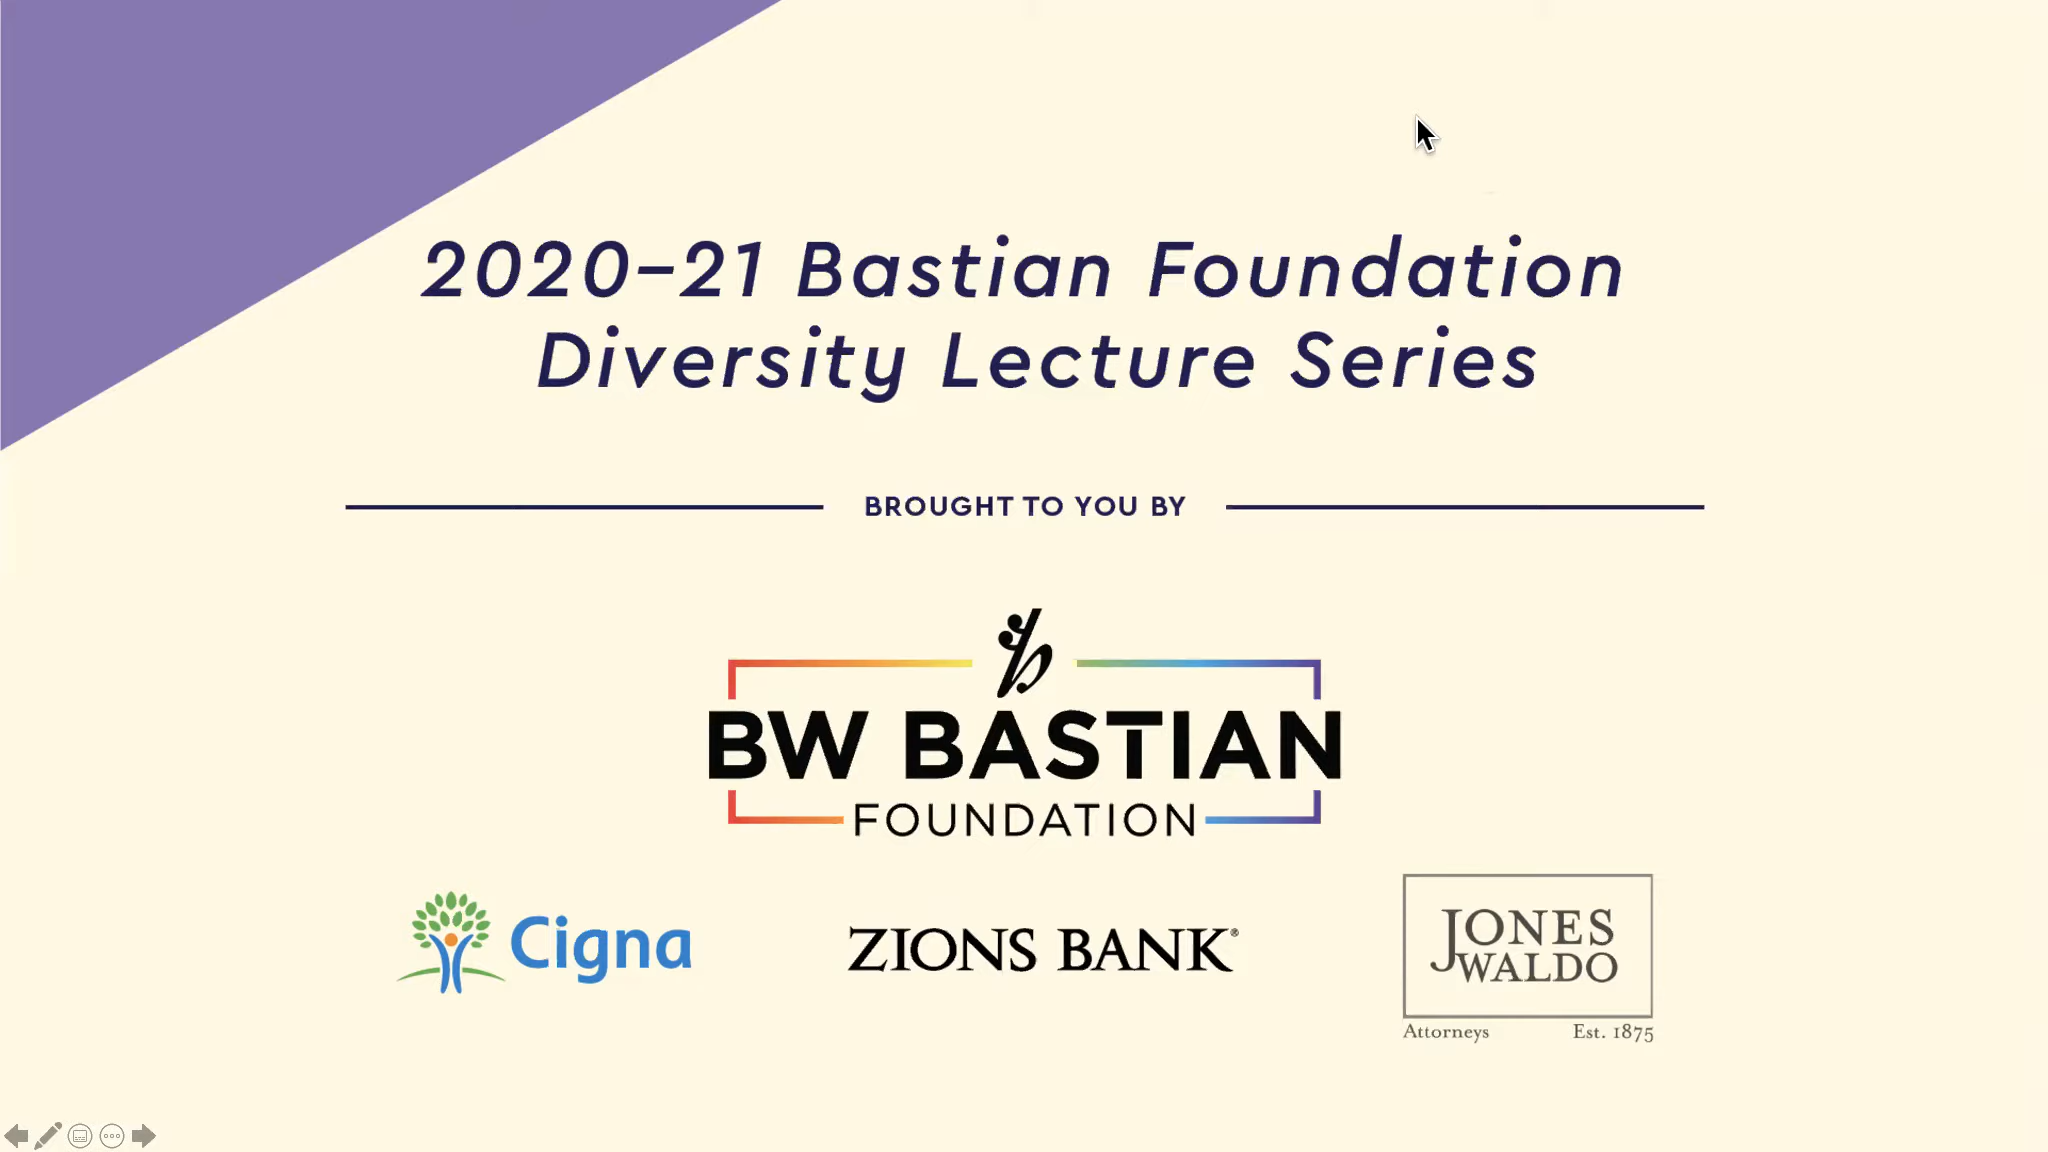 2020–21 Bastian Foundation
Diversity Lecture Series
BROUGHT TO YOU BY
BW BASTIAN
FOUNDATION
Cigna
ZIONS BANK®
JONES
WALDO
Attorneys Est. 1875